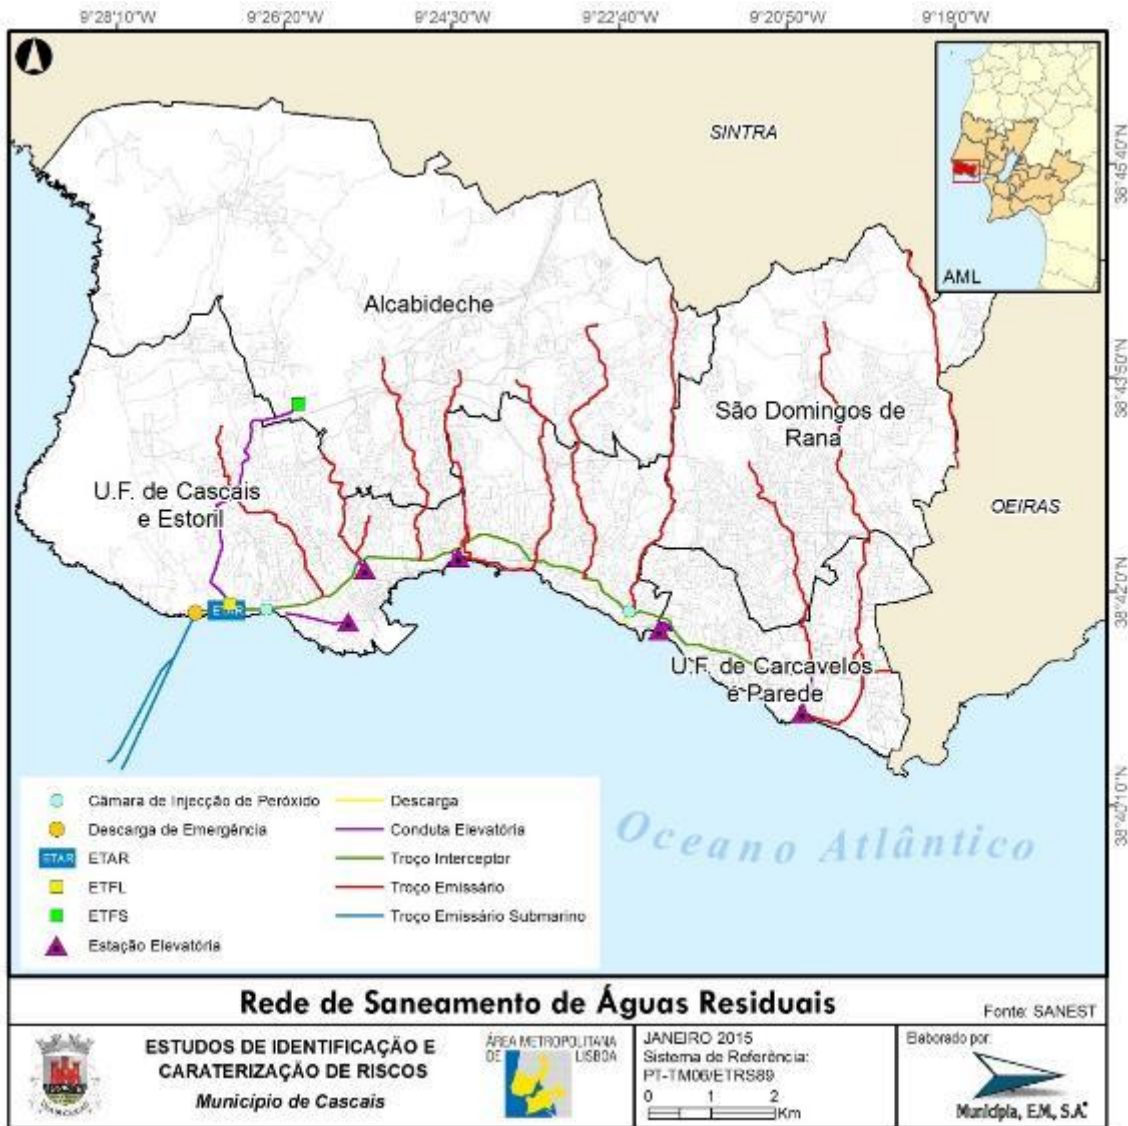 9°28'10"W 9°26'20"W 9°24'30"W 9°22'40"W 9°20'50"W 9°19'0"W
SINTRA
38°45'40"N
AML
Alcabideche
38°43'50"N
São Domingos de
Rana
U.F. de Cascais
e Estoril
OEIRAS
38°42'0"N
ETAR
U.F. de Carcavelos
e Parede
38°40'10"N
Oceano Atlântico
Câmara de Injecção de Peróxido
Descarga de Emergência
ETAR ETAR
ETFL
ETFS
Estação Elevatória
Descarga
Conduta Elevatória
Troço Interceptor
Troço Emissário
Troço Emissário Submarino
Rede de Saneamento de Águas Residuais
Fonte: SANEST
ESTUDOS DE IDENTIFICAÇÃO E
CARATERIZAÇÃO DE RISCOS
Município de Cascais
ÁREA METROPOLITANA
DE LISBOA
JANEIRO 2015
Sistema de Referência:
PT-TM06/ETRS89
0 1 2
Km
Elaborado por:
Municípia, E.M., S.A.